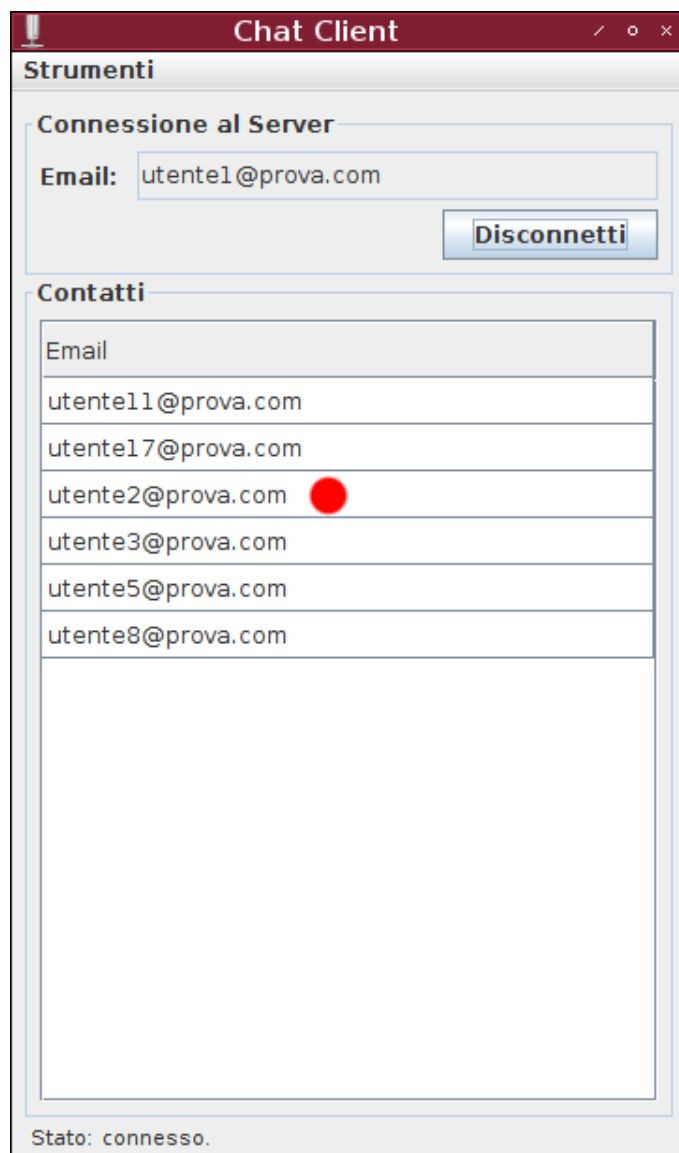 Chat Client
Strumenti
Connessione al Server
Email: utente1@prova.com
Disconnetti
Contatti
Email
utente11@prova.com
utente17@prova.com
utente2@prova.com
utente3@prova.com
utente5@prova.com
utente8@prova.com
Stato: connesso.